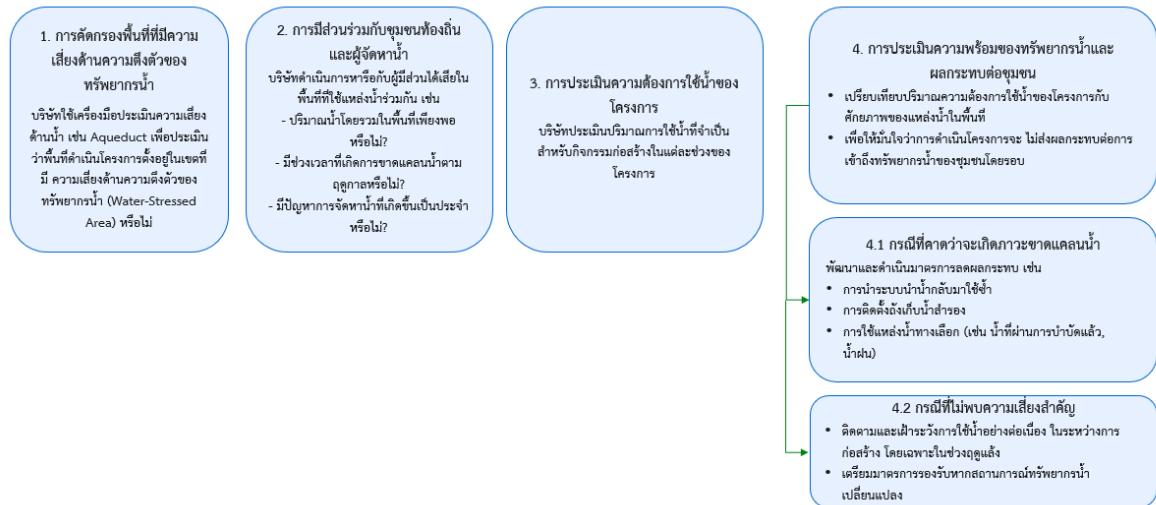 1. การคัดกรองพื้นที่ที่มีความ
เสี่ยงด้านความตึงตัวของ
ทรัพยากรน้ำ
บริษัทใช้เครื่องมือประเมินความเสี่ยง
ด้านน้ำ เช่น Aqueduct เพื่อประเมิน
ว่าพื้นที่ดำเนินโครงการตั้งอยู่ในเขตที่
มี ความเสี่ยงด้านความตึงตัวของ
ทรัพยากรน้ำ (Water-Stressed
Area) หรือไม่
2. การมีส่วนร่วมกับชุมชนท้องถิ่น
และผู้จัดหาน้ำ
บริษัทดำเนินการหารือกับผู้มีส่วนได้เสียใน
พื้นที่ที่ใช้แหล่งน้ำร่วมกัน เช่น
- ปริมาณน้ำโดยรวมในพื้นที่เพียงพอ
หรือไม่?
- มีช่วงเวลาที่เกิดการขาดแคลนน้ำตาม
ฤดูกาลหรือไม่?
- มีปัญหาการจัดหาน้ำที่เกิดขึ้นเป็นประจำ
หรือไม่?
3. การประเมินความต้องการใช้น้ำของ
โครงการ
บริษัทประเมินปริมาณการใช้น้ำที่จำเป็น
สำหรับกิจกรรมก่อสร้างในแต่ละช่วงของ
โครงการ
4. การประเมินความพร้อมของทรัพยากรน้ำและ
ผลกระทบต่อชุมชน
• เปรียบเทียบปริมาณความต้องการใช้น้ำของโครงการกับ
ศักยภาพของแหล่งน้ำในพื้นที่
• เพื่อให้มั่นใจว่าการดำเนินโครงการจะ ไม่ส่งผลกระทบต่อการ
เข้าถึงทรัพยากรน้ำของชุมชนโดยรอบ
4.1 กรณีที่คาดว่าจะเกิดภาวะขาดแคลนน้ำ
พัฒนาและดำเนินมาตรการลดผลกระทบ เช่น
• การนำระบบนำน้ำกลับมาใช้ซ้ำ
• การติดตั้งถังเก็บน้ำสำรอง
• การใช้แหล่งน้ำทางเลือก (เช่น น้ำที่ผ่านการบำบัดแล้ว,
น้ำฝน)
4.2 กรณีที่ไม่พบความเสี่ยงสำคัญ
• ติดตามและเฝ้าระวังการใช้น้ำอย่างต่อเนื่อง ในระหว่างการ
ก่อสร้าง โดยเฉพาะในช่วงฤดูแล้ง
• เตรียมมาตรการรองรับหากสถานการณ์ทรัพยากรน้ำ
เปลี่ยนแปลง